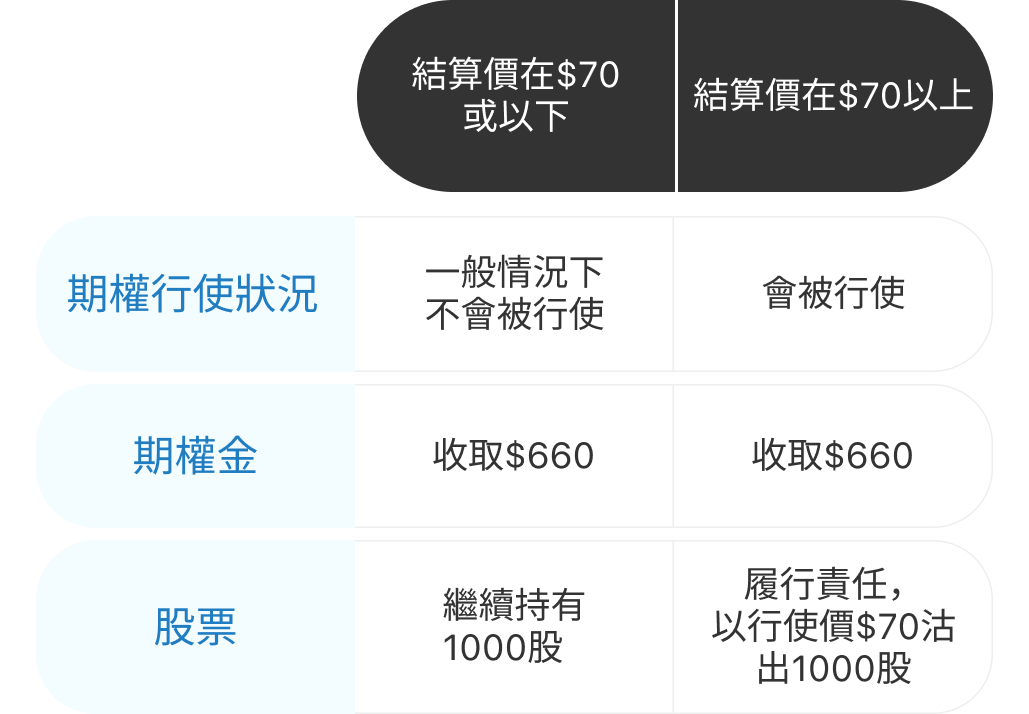 結算價在$70
或以下
結算價在$70以上
期權行使狀況
一般情況下
不會被行使
會被行使
期權金
收取$660
收取$660
股票
繼續持有
1000股
履行責任，
以行使價$70沽
出1000股